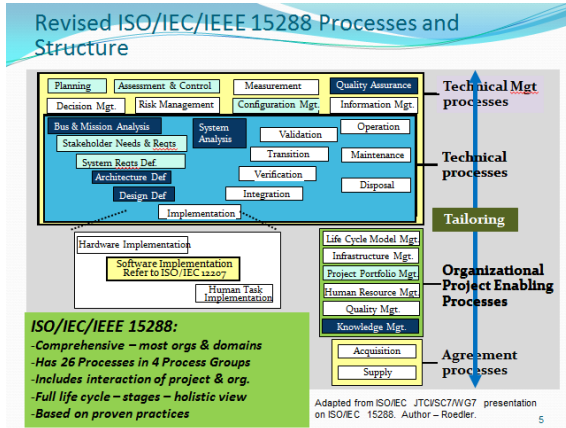 Revised ISO/IEC/IEEE 15288 Processes and
Structure
Planning
Assessment & Control
Measurement
Quality Assurance
Decision Mgt.
Risk Management
Configuration Mgt.
Information Mgt.
Technical Mgt
processes
Bus & Mission Analysis
System
Analysis
Operation
Stakeholder Needs & Reqts
Validation
System Reqts Def.
Transition
Maintenance
Architecture Def
Verification
Design Def
Integration
Disposal
Implementation
Technical
processes
Tailoring
Hardware Implementation
Software Implementation
Refer to ISO/IEC 12207
Human Task
Implementation
Life Cycle Model Mgt.
Infrastructure Mgt.
Project Portfolio Mgt.
Human Resource Mgt.
Quality Mgt.
Knowledge Mgt.
Organizational
Project Enabling
Processes
Acquisition
Supply
Agreement
processes
ISO/IEC/IEEE 15288:
-Comprehensive – most orgs & domains
-Has 26 Processes in 4 Process Groups
-Includes interaction of project & org.
-Full life cycle – stages – holistic view
-Based on proven practices
Adapted from ISO/IEC JTCI/SC7/WG7 presentation
on ISO/IEC 15288. Author – Roedler.
5